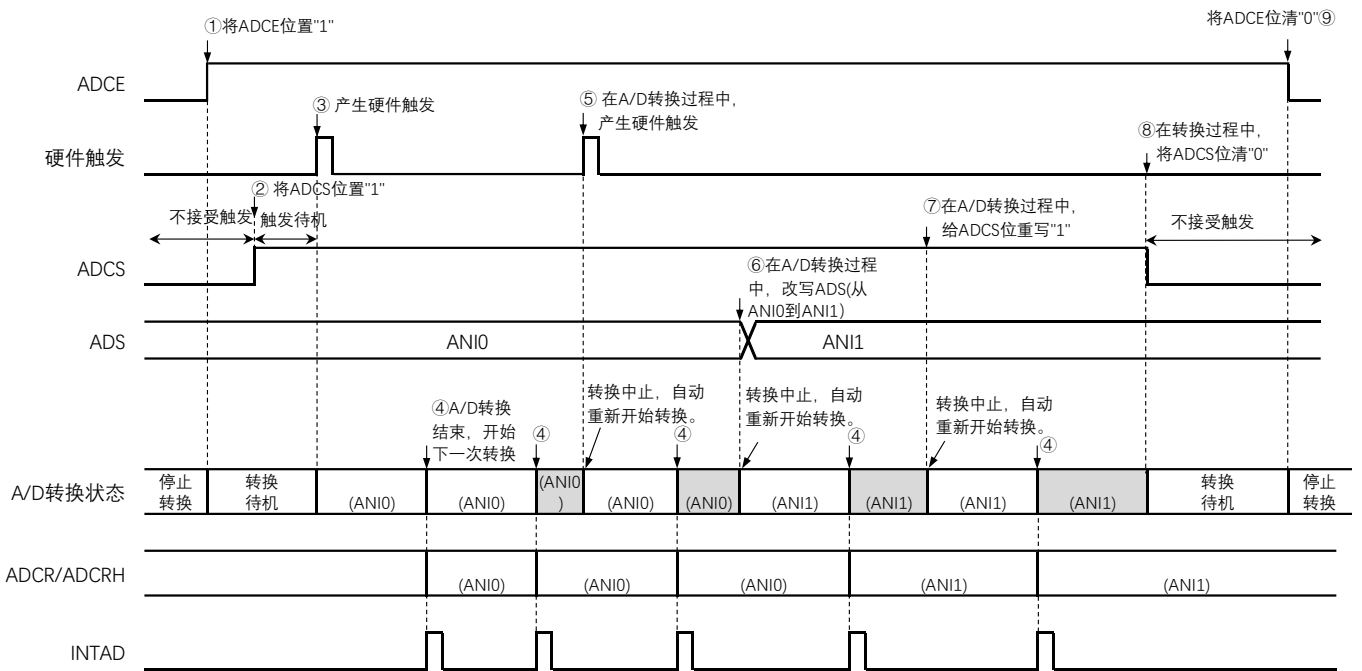 ①将ADCE位置"1"
将ADCE位清"0"⑨
ADCE
③ 产生硬件触发
⑤ 在A/D转换过程中，
产生硬件触发
硬件触发
⑧在转换过程中，
将ADCS位清"0"
② 将ADCS位置"1"
不接受触发
触发待机
⑦在A/D转换过程中，
给ADCS位重写"1"
不接受触发
ADCS
⑥在A/D转换过程
中，改写ADS(从
ANI0到ANI1)
ADS
ANI0
ANI1
④A/D转换
结束，开始
下一次转换
④
转换中止，自动
重新开始转换。
④
转换中止，自动
重新开始转换。
④
转换中止，自动
重新开始转换。
④
A/D转换状态
停止
转换
转换
待机
(ANI0)
(ANI0)
(ANI0
)
(ANI0)
(ANI0)
(ANI1)
(ANI1)
(ANI1)
(ANI1)
转换
待机
停止
转换
ADCR/ADCRH
(ANI0)
(ANI0)
(ANI0)
(ANI1)
(ANI1)
INTAD